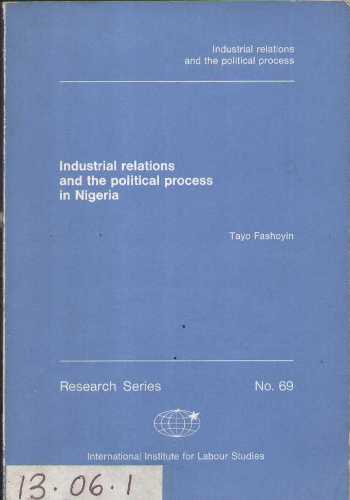 Industrial relations
and the political process
Industrial relations
and the political process
in Nigeria
Tayo Fashoyin
Research Series No. 69
International Institute for Labour Studies
13.06.1